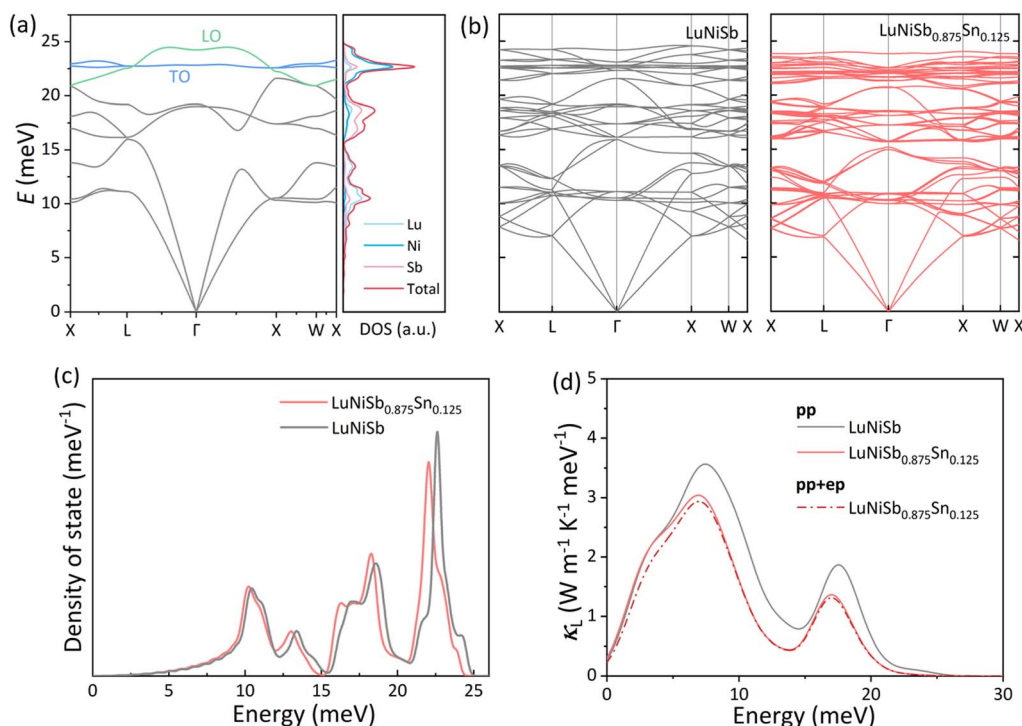 (a)
LO
TO
E (meV)
25
20
15
10
5
0
X L Γ X W X
Lu
Ni
Sb
Total
DOS (a.u.)
(b)
LuNiSb
X L Γ X W X
LuNiSb0.875Sn0.125
X L Γ X W X
(c)
LuNiSb0.875Sn0.125
LuNiSb
Density of state (meV⁻¹)
0 5 10 15 20 25
Energy (meV)
(d)
pp
LuNiSb
LuNiSb0.875Sn0.125
pp+ep
LuNiSb0.875Sn0.125
κL (W m⁻¹ K⁻¹ meV⁻¹)
5
4
3
2
1
0
0 10 20 30
Energy (meV)